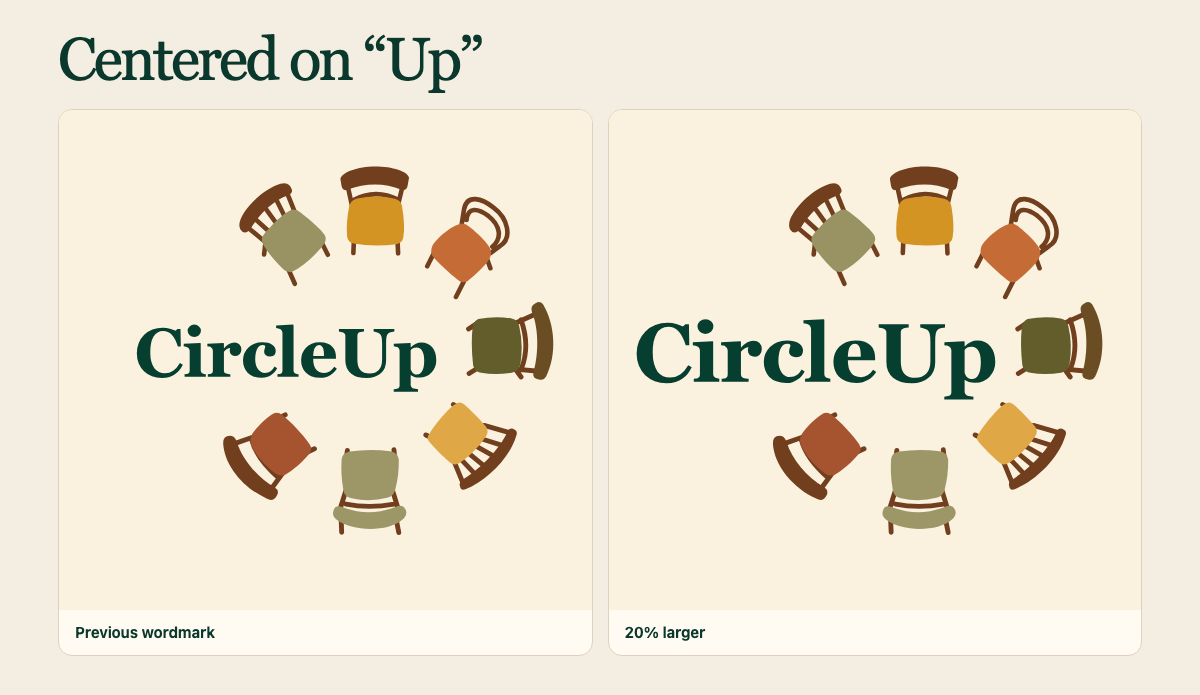 Centered on “Up”
CircleUp
CircleUp
Previous wordmark
20% larger